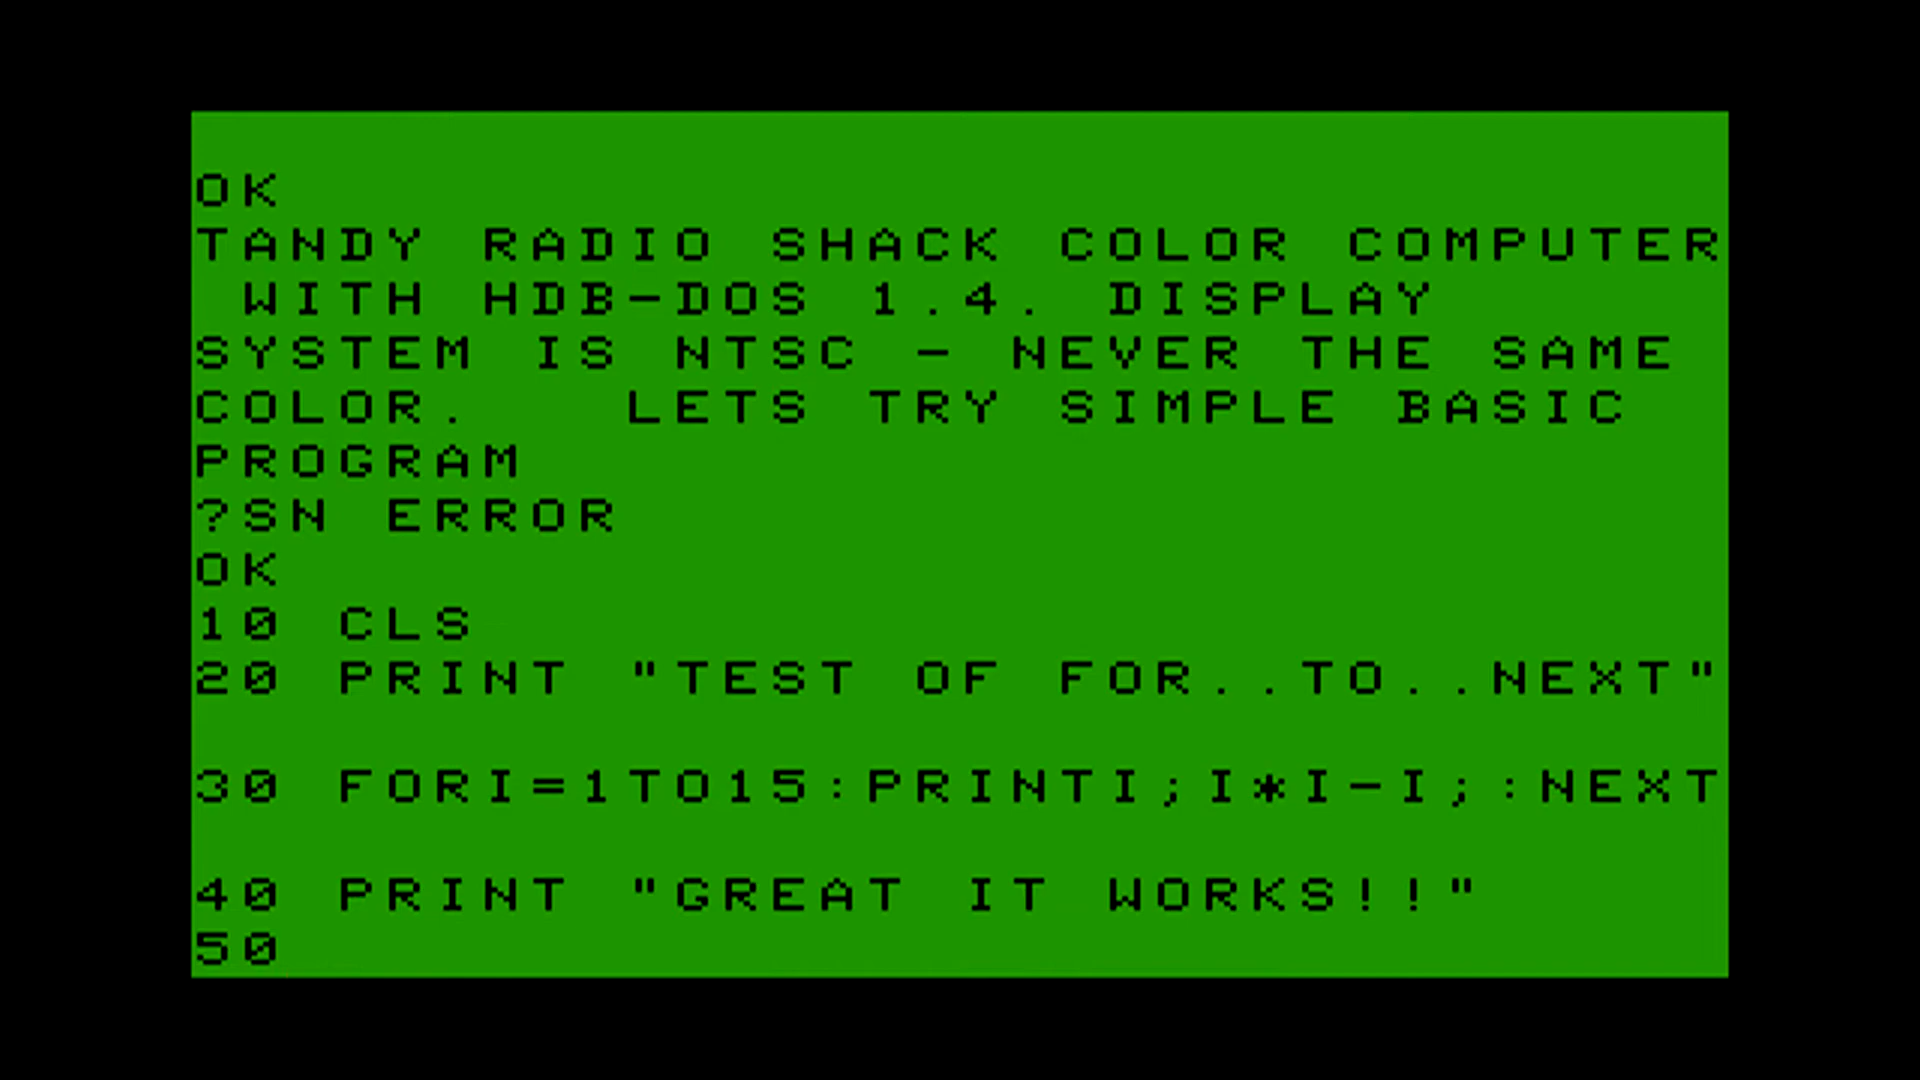 OK
TANDY RADIO SHACK COLOR COMPUTER
 WITH HDB-DOS 1.4. DISPLAY
SYSTEM IS NTSC - NEVER THE SAME
COLOR.   LETS TRY SIMPLE BASIC
PROGRAM
?SN ERROR
OK
10 CLS
20 PRINT "TEST OF FOR..TO..NEXT"
30 FORI=1TO15:PRINTI;I*I-I;:NEXT
40 PRINT "GREAT IT WORKS!!"
50